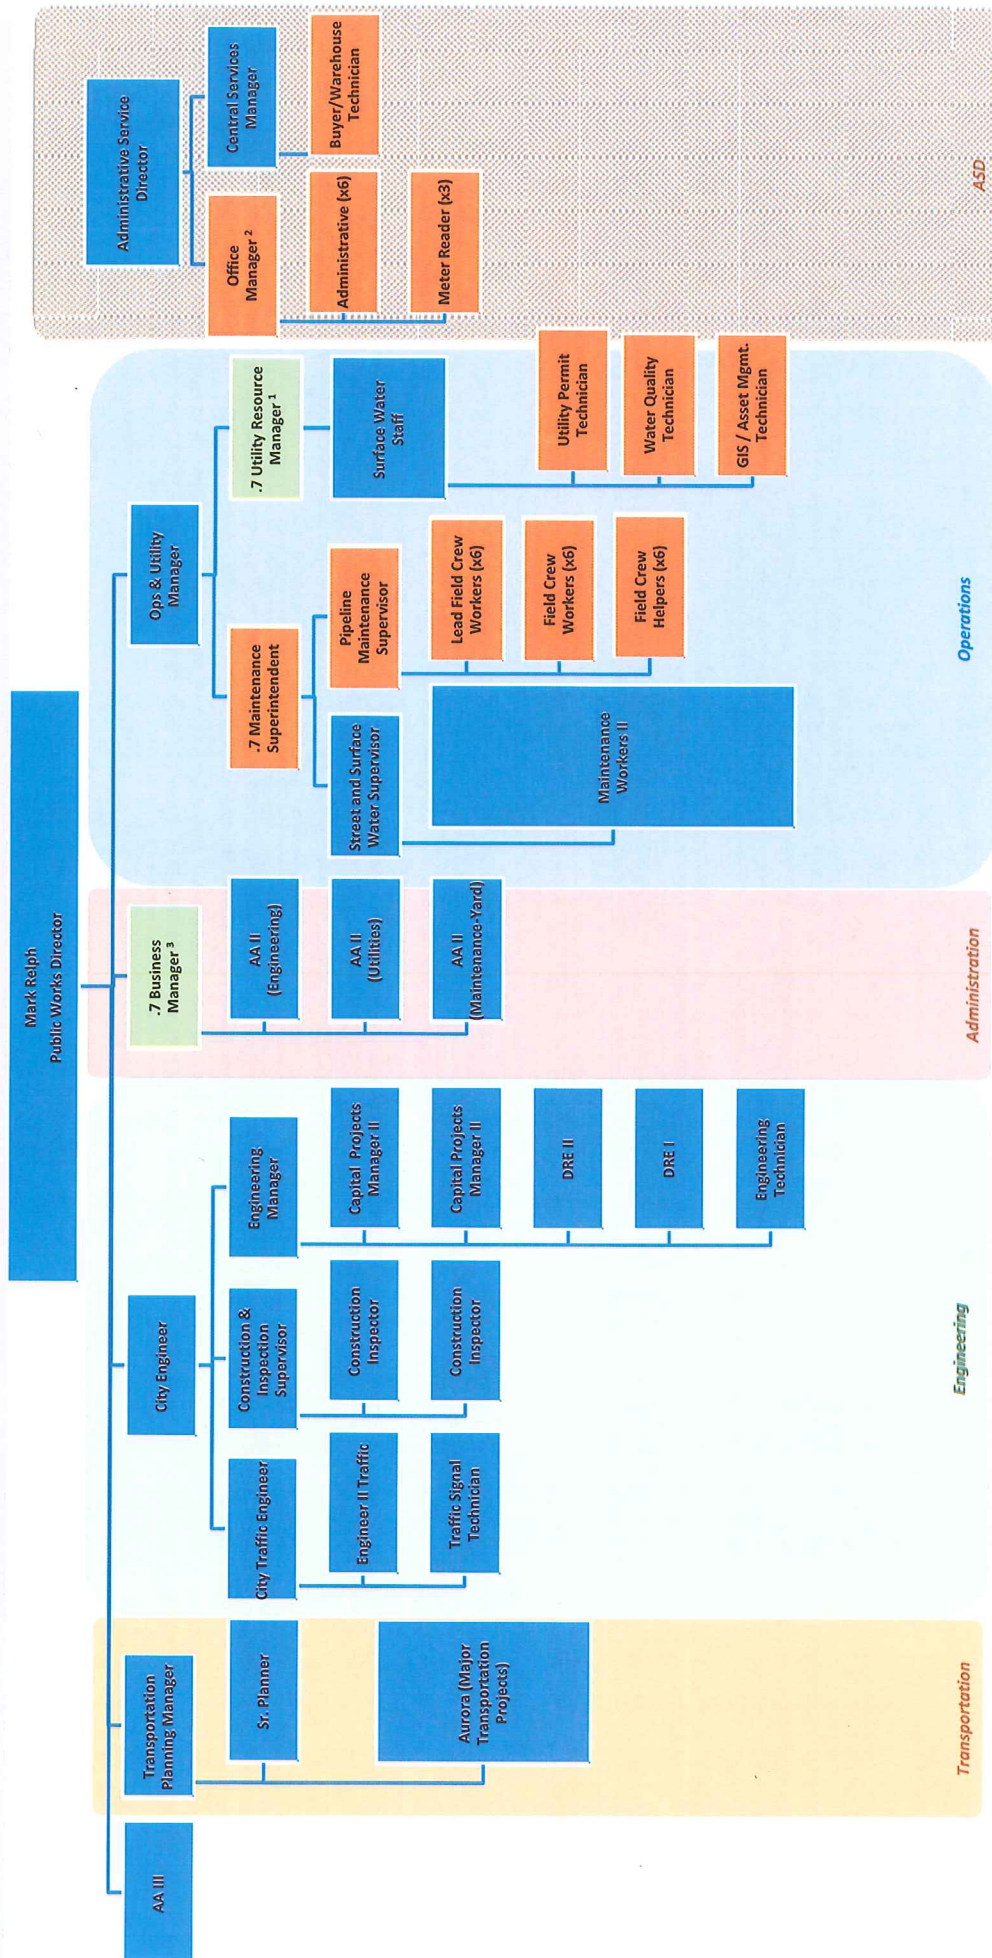 Mark Relph
Public Works Director
AA III
Transportation
Planning Manager
Sr. Planner
Aurora (Major
Transportation
Projects)
Transportation
City Engineer
City Traffic Engineer
Engineer II Traffic
Traffic Signal
Technician
Construction &
Inspection
Supervisor
Construction
Inspector
Construction
Inspector
Engineering
Manager
Capital Projects
Manager II
Capital Projects
Manager II
DRE II
DRE I
Engineering
Technician
Engineering
.7 Business
Manager ³
AA II
(Engineering)
AA II
(Utilities)
AA II
(Maintenance-Yard)
Administration
Ops & Utility
Manager
.7 Maintenance
Superintendent
Street and Surface
Water Supervisor
Maintenance
Workers II
Pipeline
Maintenance
Supervisor
Lead Field Crew
Workers (x6)
Field Crew
Workers (x6)
Field Crew
Helpers (x6)
.7 Utility Resource
Manager ¹
Surface Water
Staff
Utility Permit
Technician
Water Quality
Technician
GIS / Asset Mgmt.
Technician
Operations
Administrative Service
Director
Office
Manager ²
Administrative (x6)
Meter Reader (x3)
Central Services
Manager
Buyer/Warehouse
Technician
ASD